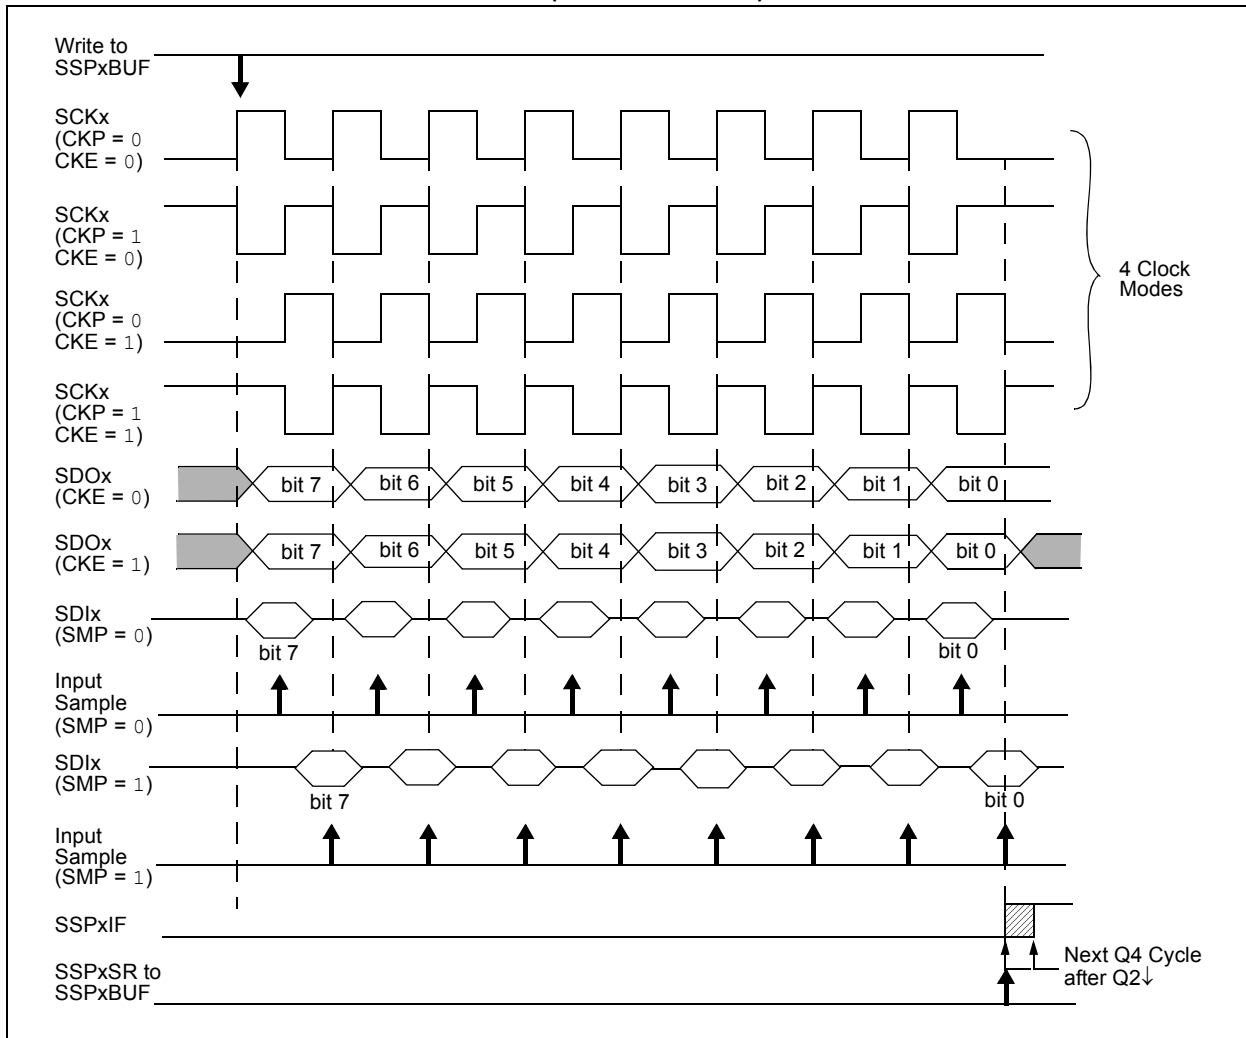 Write to
SSPxBUF
SCKx
(CKP = 0
CKE = 0)
SCKx
(CKP = 1
CKE = 0)
SCKx
(CKP = 0
CKE = 1)
SCKx
(CKP = 1
CKE = 1)
4 Clock
Modes
SDOx
(CKE = 0)
bit 7 bit 6 bit 5 bit 4 bit 3 bit 2 bit 1 bit 0
SDOx
(CKE = 1)
bit 7 bit 6 bit 5 bit 4 bit 3 bit 2 bit 1 bit 0
SDIx
(SMP = 0)
bit 7 bit 0
Input
Sample
(SMP = 0)
SDIx
(SMP = 1)
bit 7 bit 0
Input
Sample
(SMP = 1)
SSPxIF
SSPxSR to
SSPxBUF
Next Q4 Cycle
after Q2↓